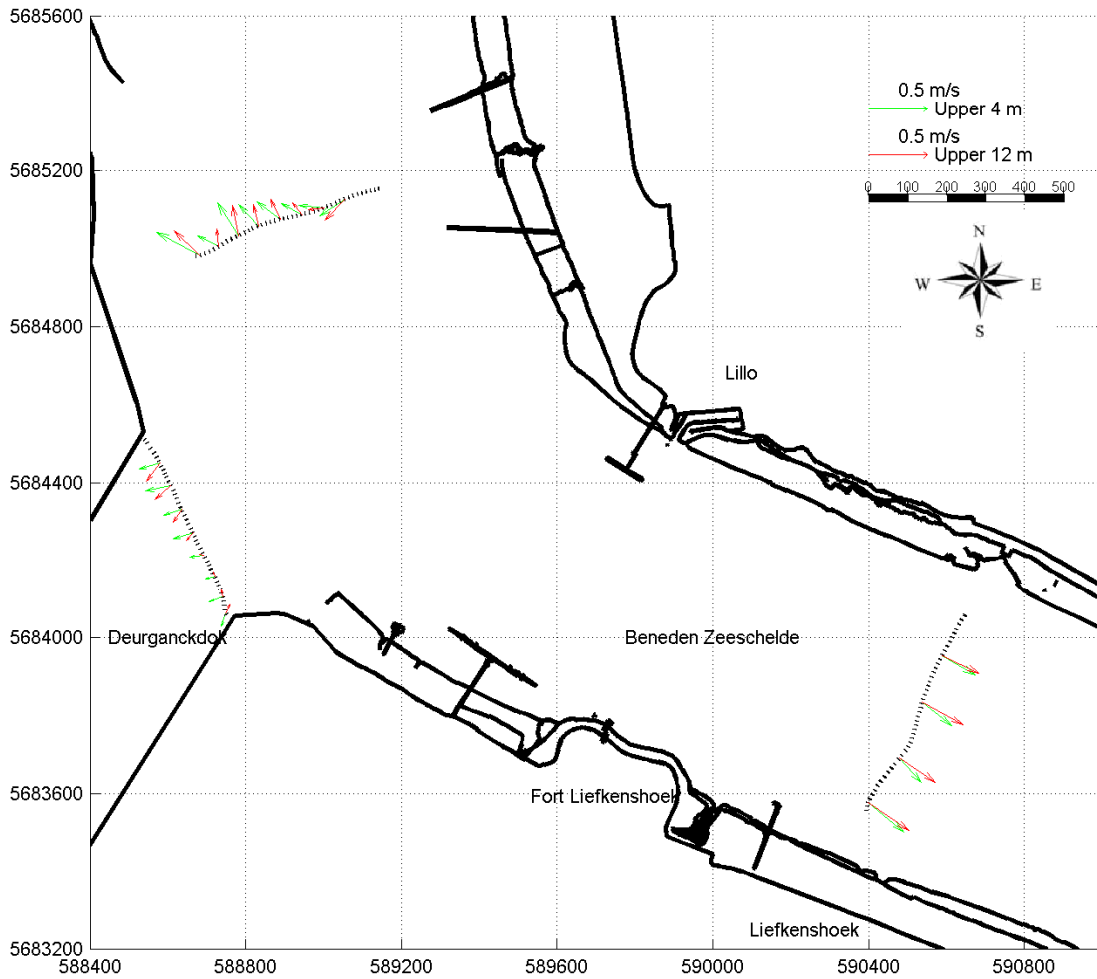 5685600
5685200
5684800
5684400
5684000
5683600
5683200
588400
588800
589200
589600
590000
590400
590800
0.5 m/s
Upper 4 m
0.5 m/s
Upper 12 m
0 100 200 300 400 500
N
W E
S
Lillo
Deurganckdok
Beneden Zeeschelde
Fort Liefkenshoek
Liefkenshoek